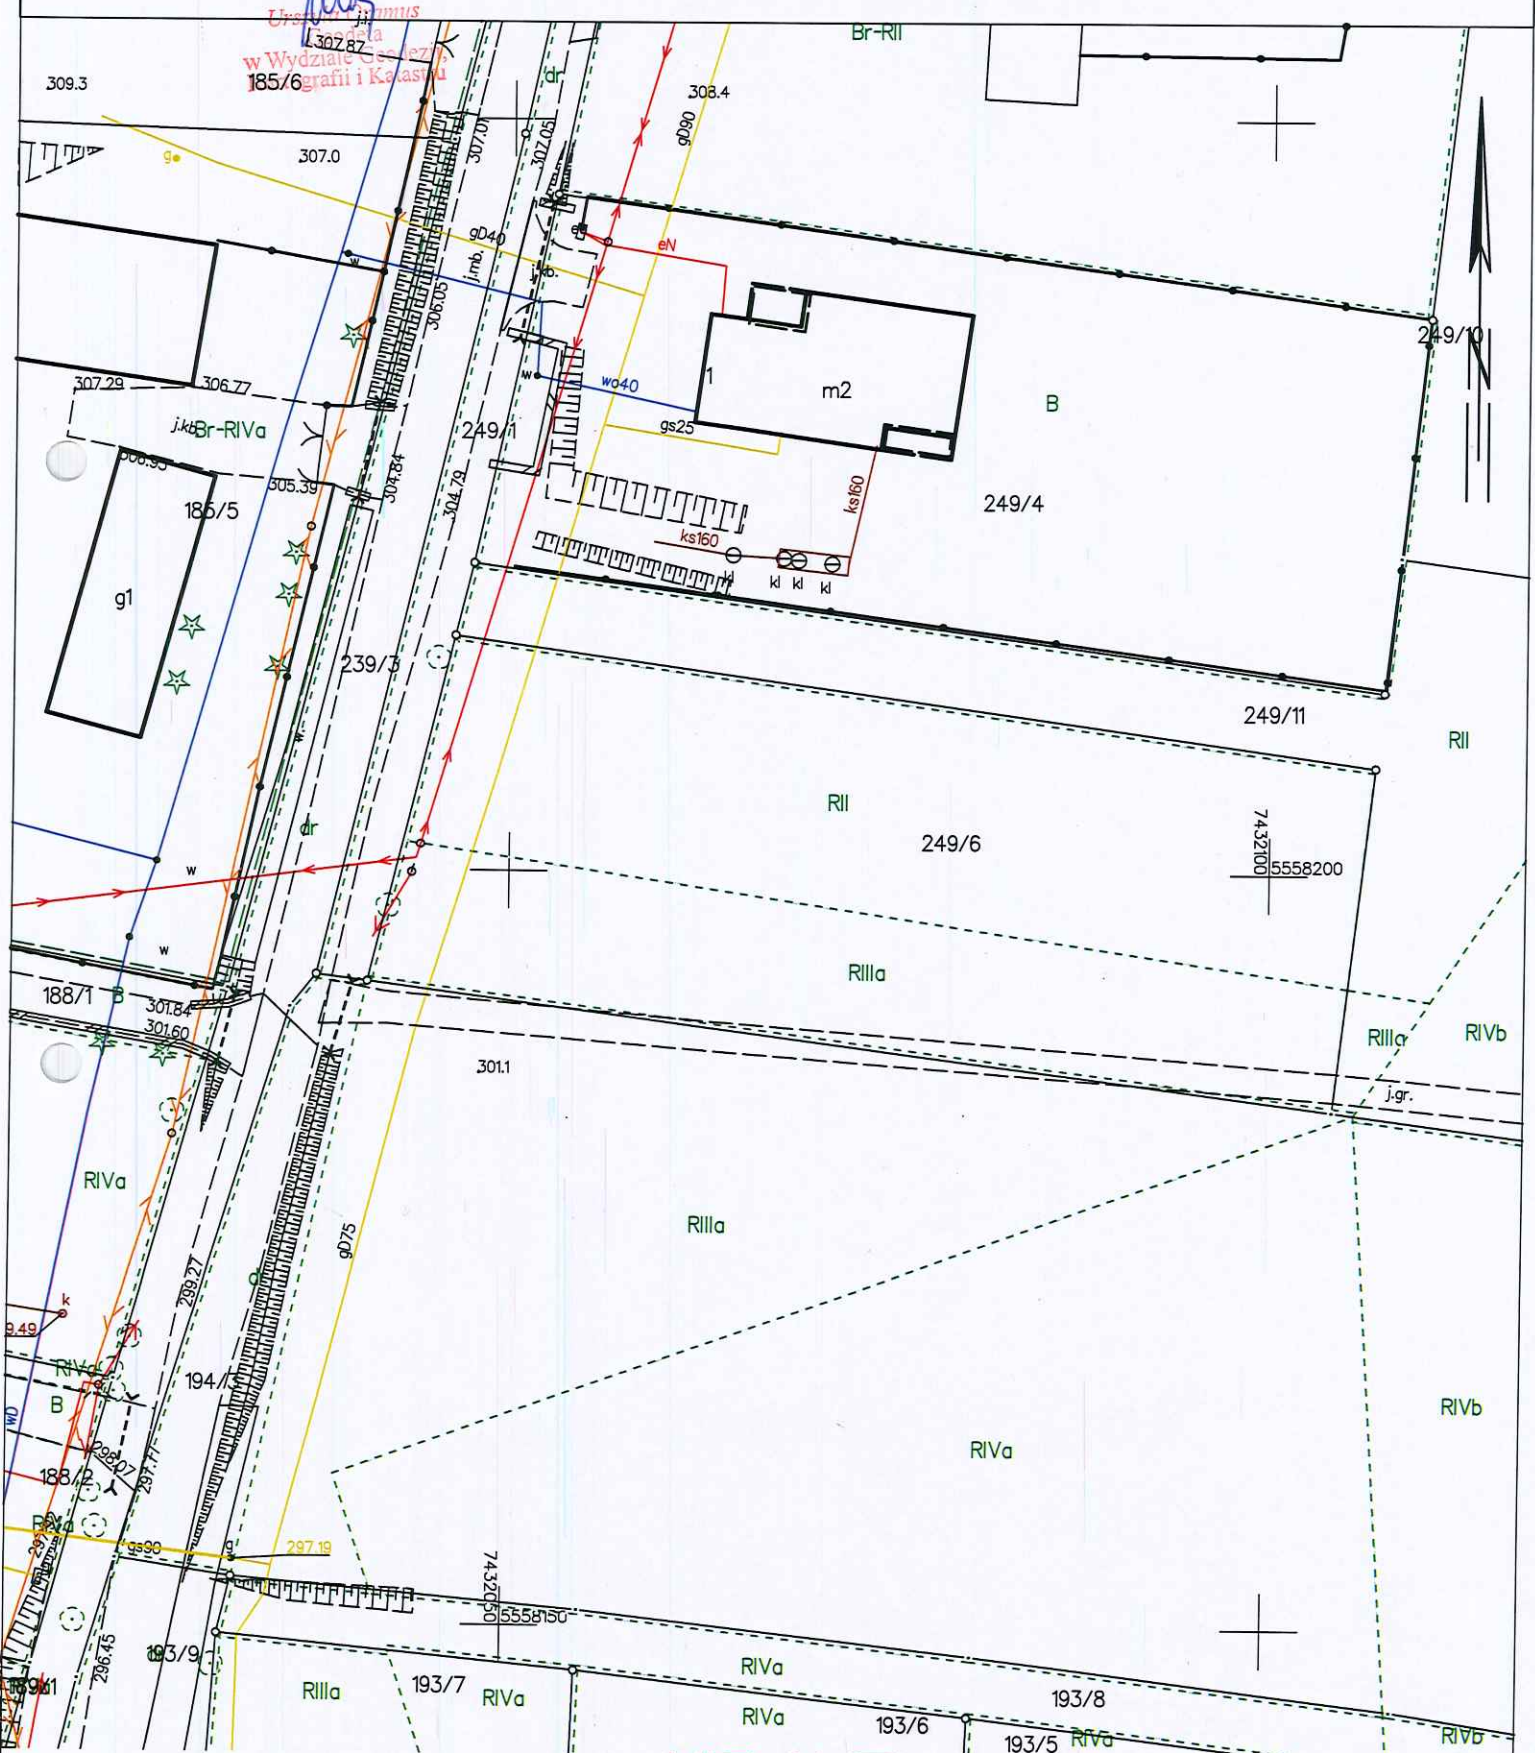 j.i.
Geodeta
w Wydziale Geodezji,
307.87
309.3
185/6
dr
308.4
gD90
Br-RII
307.0
g
307.01
307.05
gD40
j.mb.
w
eN
306.05
249/10
N
307.29
306.77
j.kb
Br-RIVa
1
m2
B
w
wo40
gs25
249/1
305.39
304.84
304.79
185/5
249/4
ks160
ks160
kl
kl
kl
kl
g1
239/3
w
249/11
RII
RII
dr
249/6
7432100
5558200
w
w
RIIIa
188/1
B
301.84
301.60
RIIIa
RIVb
301.1
j.gr.
RIVa
RIIIa
gD75
299.27
dr
k
9.49
RIVa
194/3
B
wD
RIVb
RIVa
298.07
297.77
188/2
gs90
g
297.19
7432050
5558150
193/9
296.45
RIIIa
193/7
RIVa
RIVa
193/8
RIVa
193/6
193/5
RIVa
RIVb